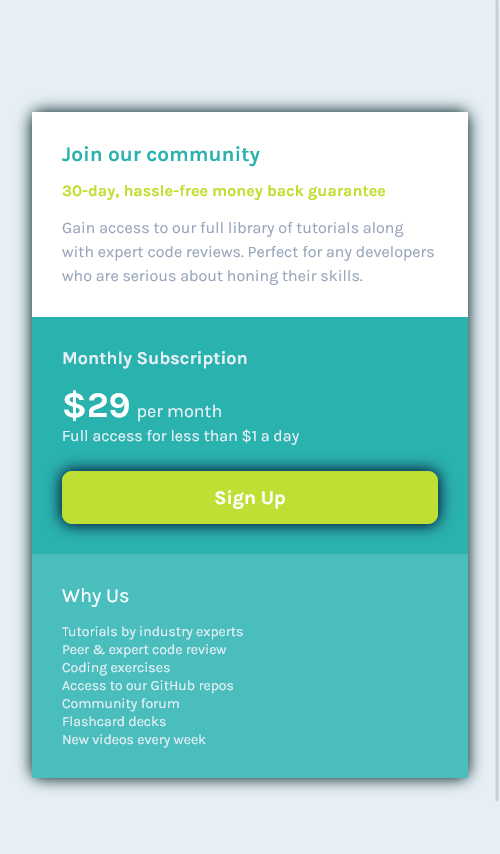 Join our community
30-day, hassle-free money back guarantee
Gain access to our full library of tutorials along
with expert code reviews. Perfect for any developers
who are serious about honing their skills.
Monthly Subscription
$29 per month
Full access for less than $1 a day
Sign Up
Why Us
Tutorials by industry experts
Peer & expert code review
Coding exercises
Access to our GitHub repos
Community forum
Flashcard decks
New videos every week